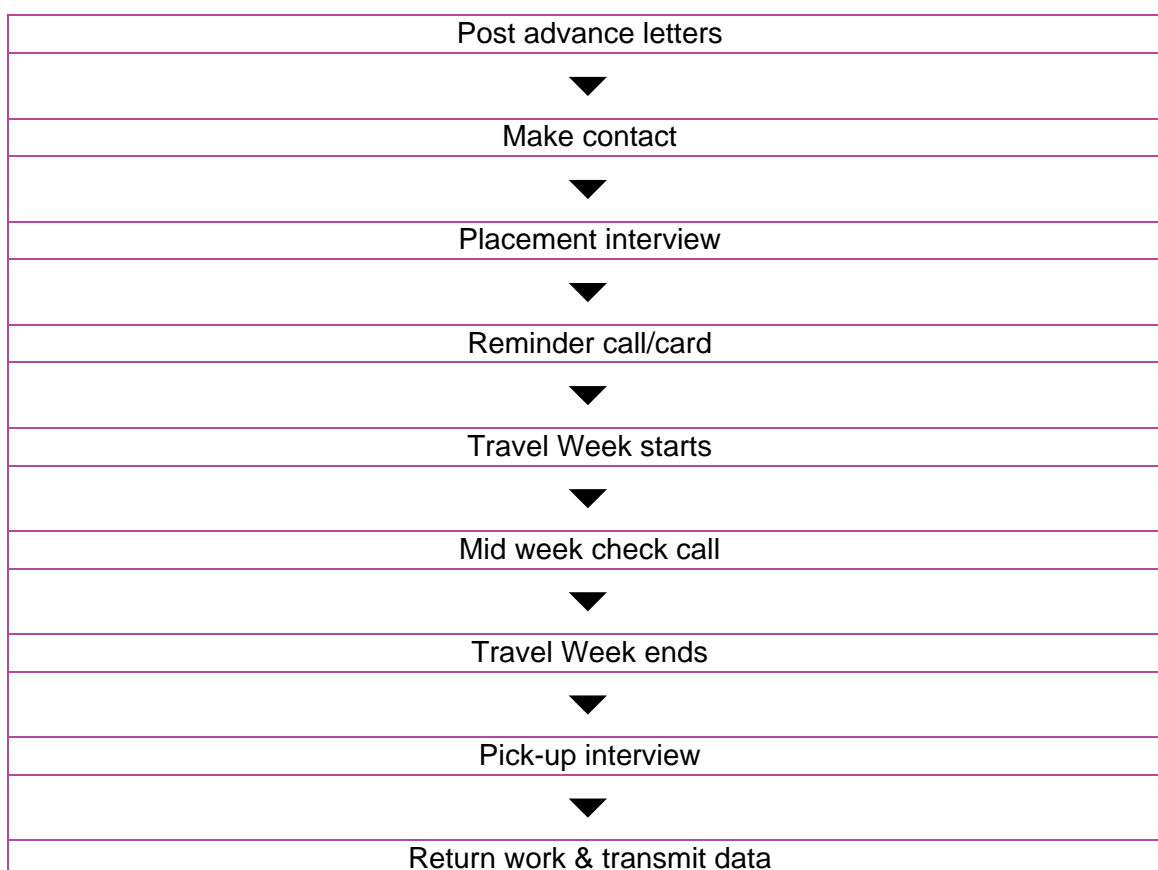 Post advance letters
Make contact
Placement interview
Reminder call/card
Travel Week starts
Mid week check call
Travel Week ends
Pick-up interview
Return work & transmit data